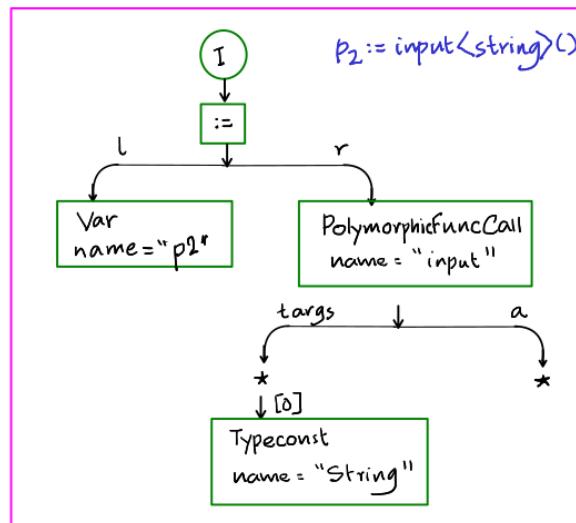 I
p2 := input<string>()
:=
l
r
Var
name="p2"
PolymorphicFuncCall
name = "input"
targs
a
*
*
[0]
Typeconst
name = "String"